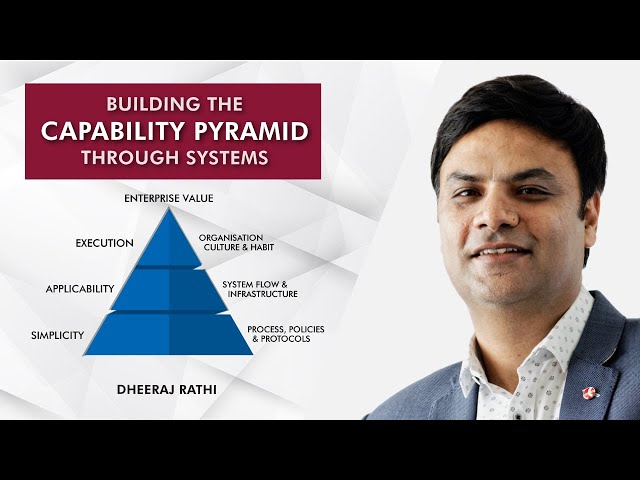 BUILDING THE
CAPABILITY PYRAMID
THROUGH SYSTEMS
ENTERPRISE VALUE
EXECUTION
ORGANISATION
CULTURE & HABIT
APPLICABILITY
SYSTEM FLOW &
INFRASTRUCTURE
SIMPLICITY
PROCESS, POLICIES
& PROTOCOLS
DHEERAJ RATHI